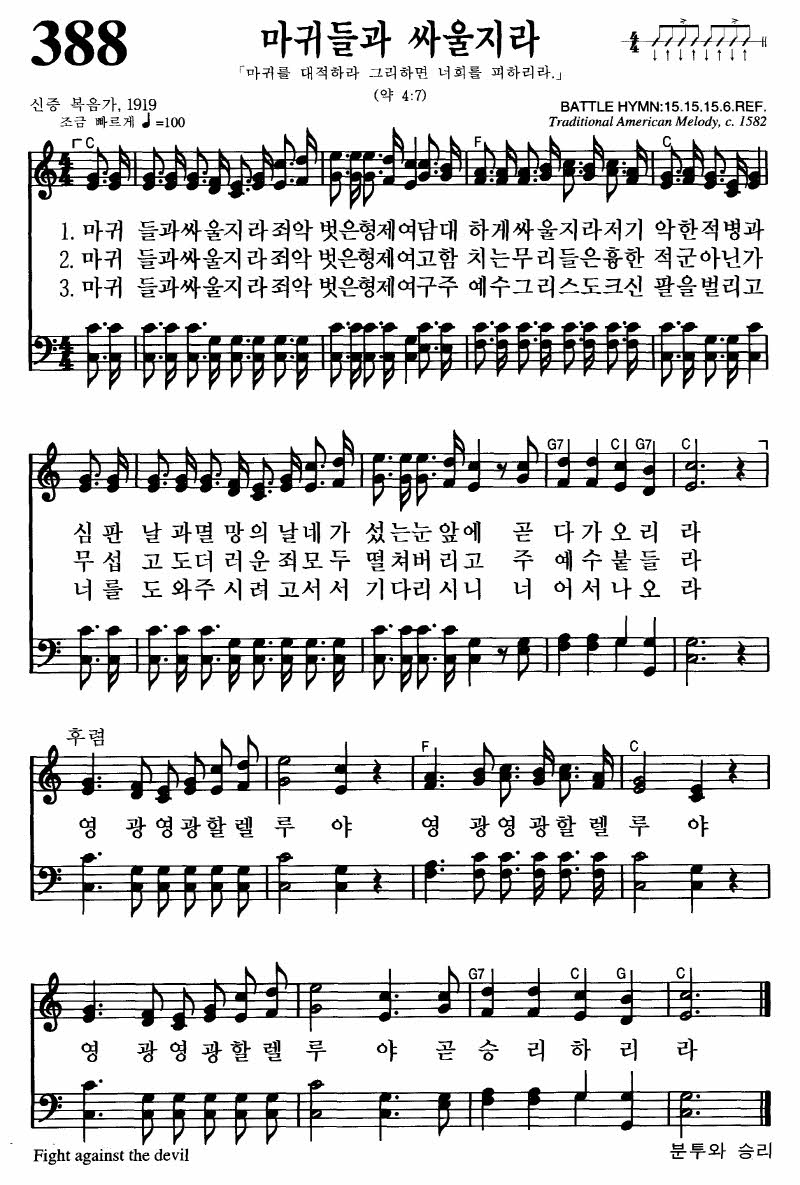 388
마귀들과 싸울지라
「마귀를 대적하라 그리하면 너희를 피하리라.」
(약 4:7)
신증 복음가, 1919
조금 빠르게 ♩=100
BATTLE HYMN:15.15.15.6.REF.
Traditional American Melody, c. 1582
C F C
1. 마귀 들과싸울지라죄악 벗은형제여담대 하게싸울지라저기 악한적병과
2. 마귀 들과싸울지라죄악 벗은형제여고함 치는무리들은흉한 적군아닌가
3. 마귀 들과싸울지라죄악 벗은형제여구주 예수그리스도크신 팔을벌리고
G7 C G7 C
심판 날과멸망의날네가 섰는눈앞에 곧 다가오리라
무섭 고도더러운죄모두 떨쳐버리고 주 예수붙들라
너를 도와주시려고서서 기다리시니 너 어서나오라
후렴
F C
영 광영광할렐루야 영 광영광할렐루야
G7 C G C
영 광영광할렐루야곧승리하리라
Fight against the devil
분투와 승리